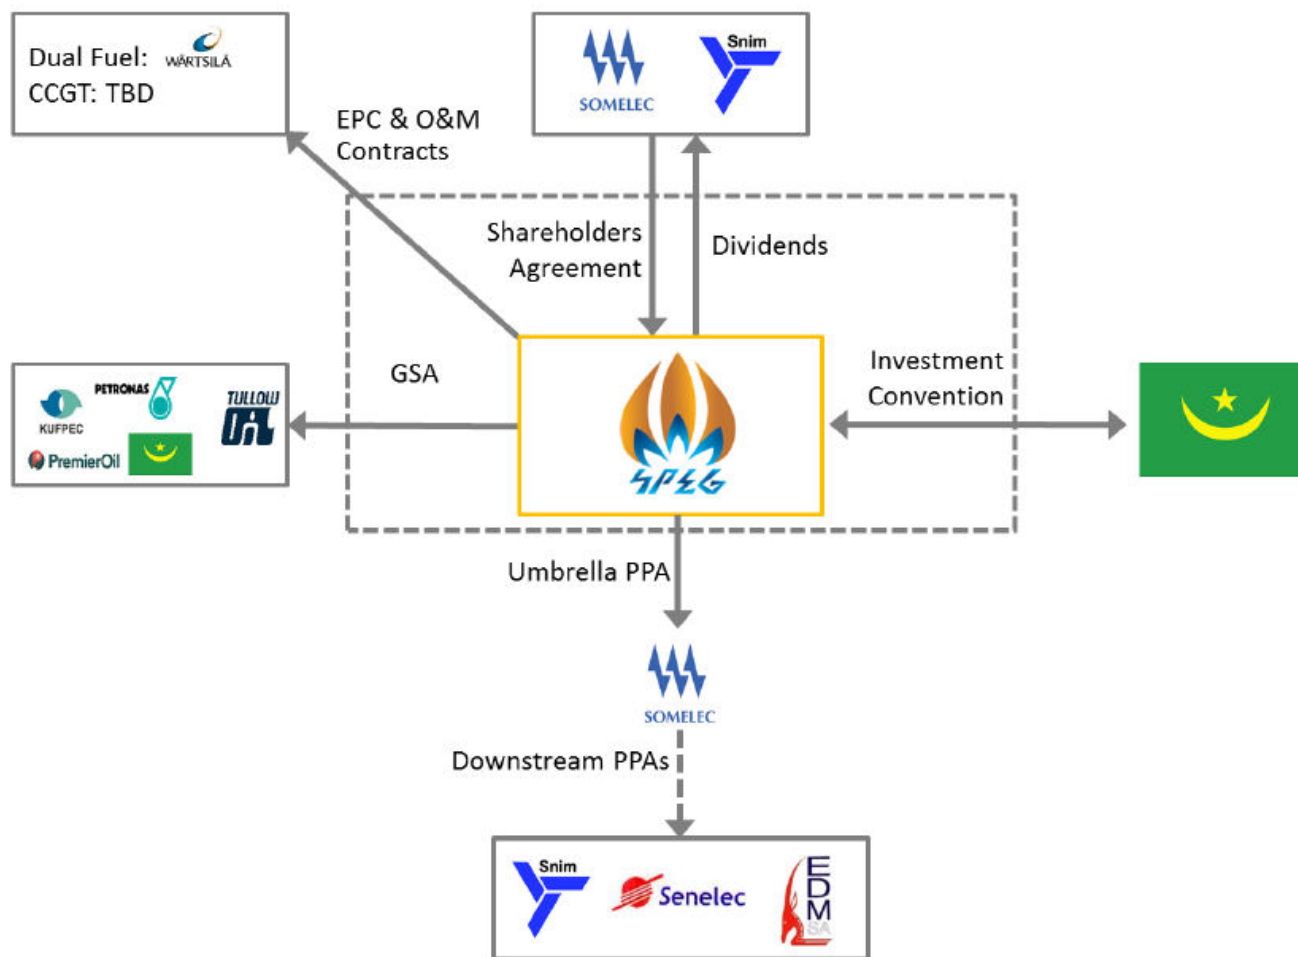 Dual Fuel: WÄRTSILÄ
CCGT: TBD
SOMELEC
Snim
EPC & O&M
Contracts
Shareholders
Agreement
Dividends
GSA
Investment
Convention
PETRONAS
KUFPEC
TULLOW
OIL
PremierOil
SPEG
Umbrella PPA
SOMELEC
Downstream PPAs
Snim
Senelec
EDM
SA